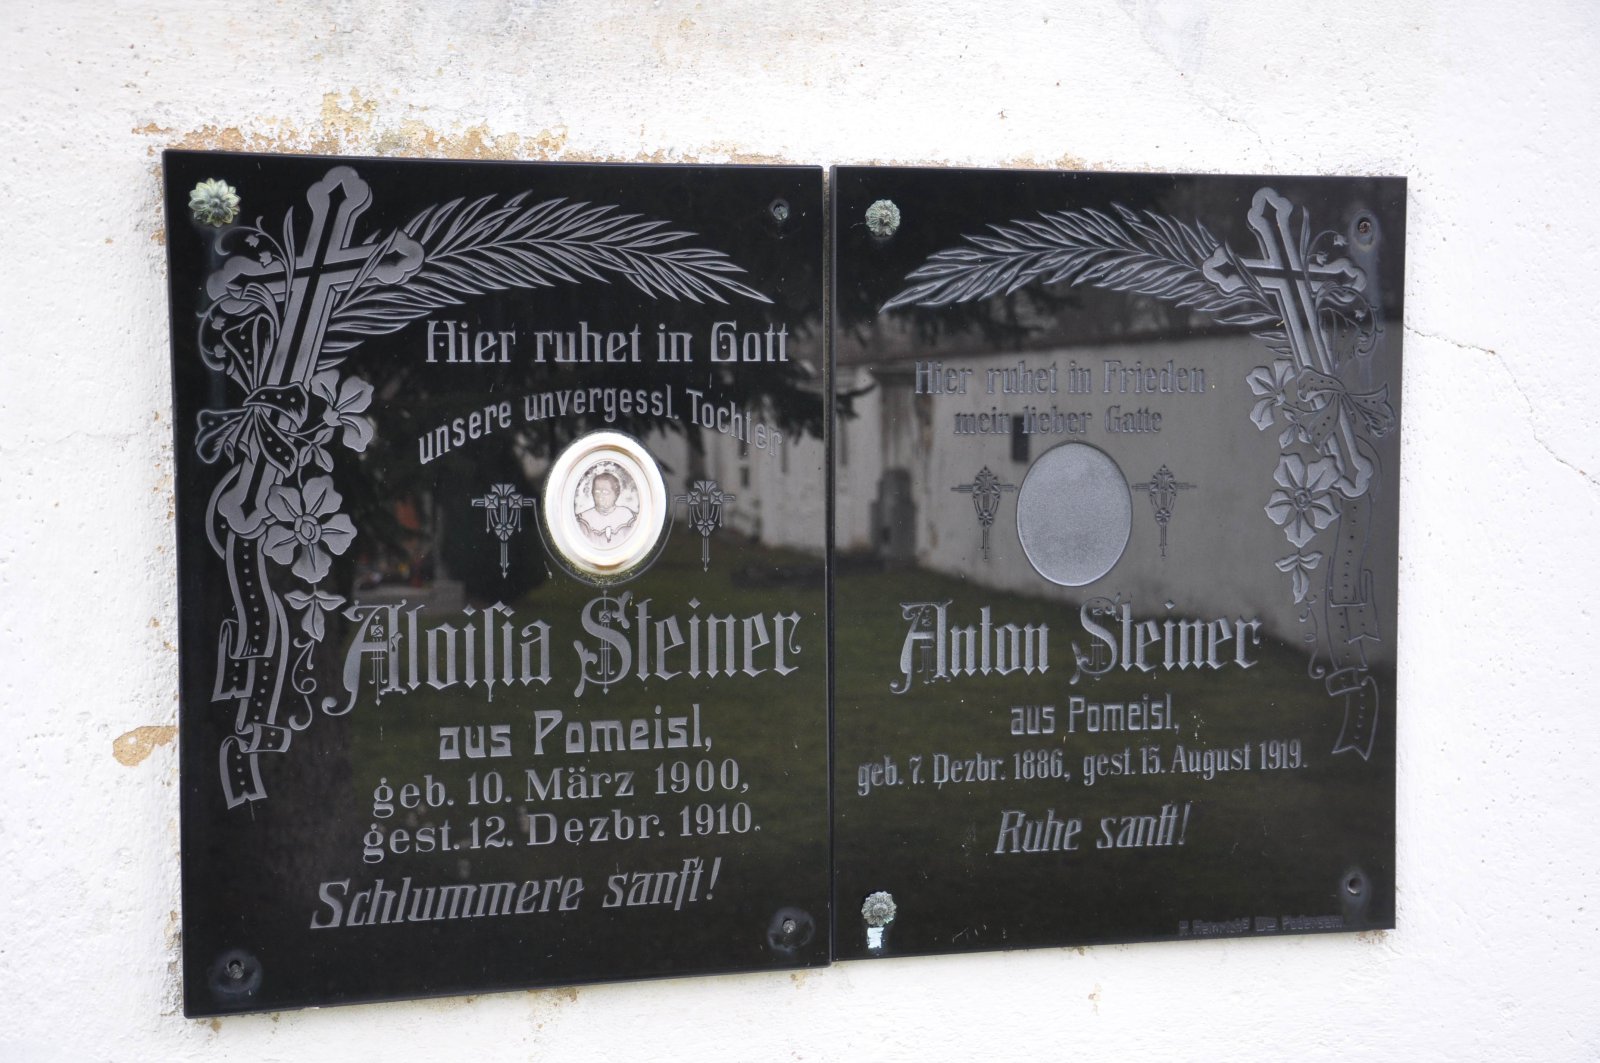 Hier ruhet in Gott
unsere unvergessl. Tochter
Aloiſia Steiner
aus Pomeisl,
geb. 10. März 1900,
gest. 12. Dezbr. 1910.
Schlummere sanft!
Hier ruhet in Frieden
mein lieber Gatte
Anton Steiner
aus Pomeisl,
geb. 7. Dezbr. 1886, gest. 15. August 1919.
Ruhe sanft!